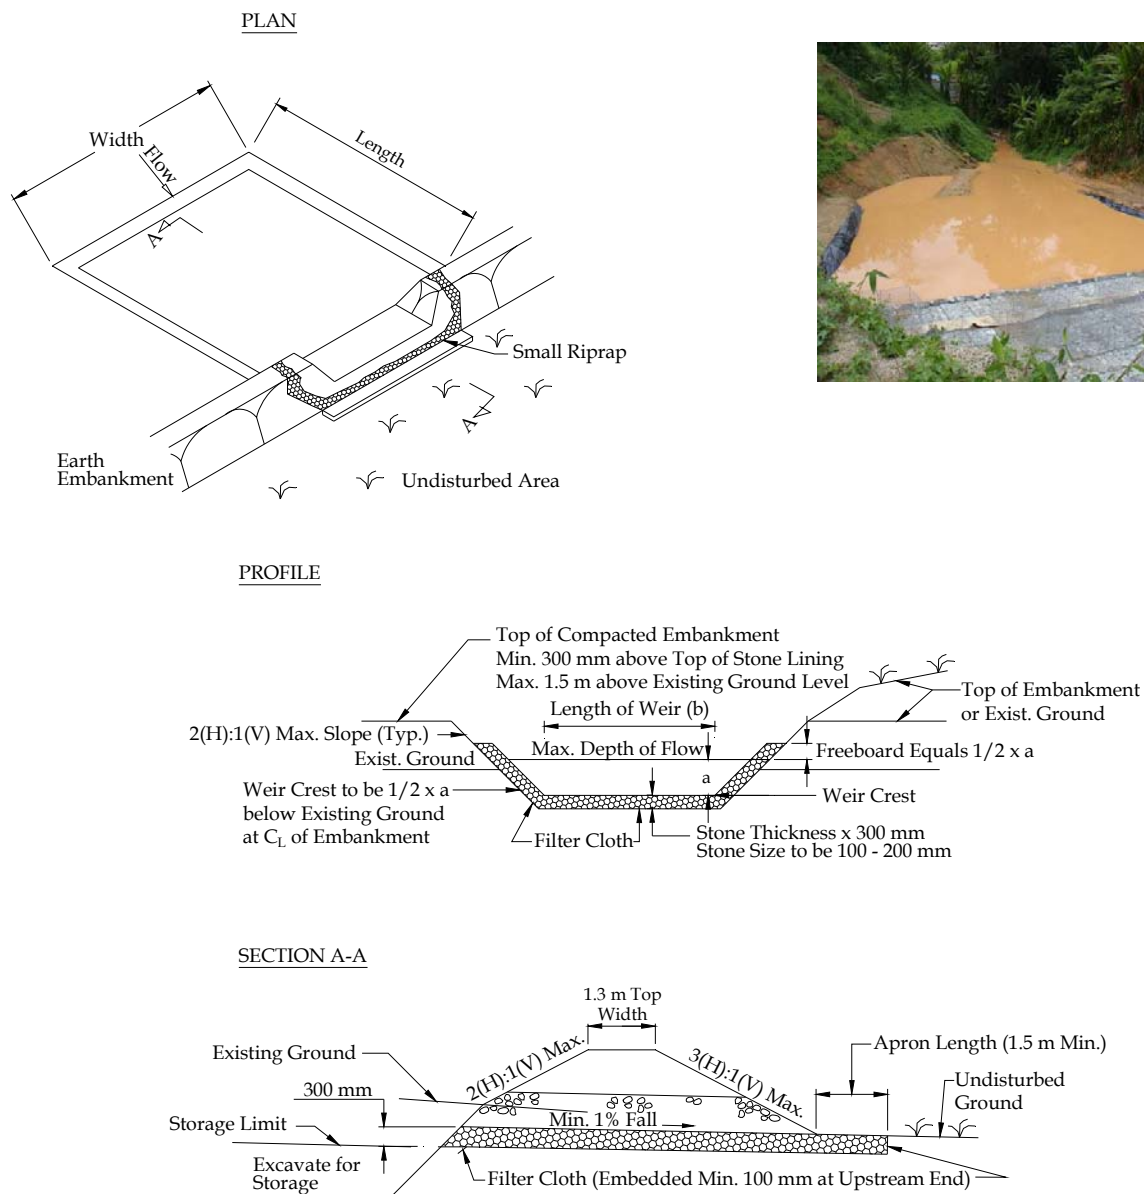 PLAN
Width
Flow
Length
A
A
Small Riprap
Earth
Embankment
Undisturbed Area
PROFILE
Top of Compacted Embankment
Min. 300 mm above Top of Stone Lining
Max. 1.5 m above Existing Ground Level
Length of Weir (b)
Top of Embankment
or Exist. Ground
2(H):1(V) Max. Slope (Typ.)
Max. Depth of Flow
Freeboard Equals 1/2 x a
Exist. Ground
a
Weir Crest to be 1/2 x a
below Existing Ground
at CL of Embankment
Weir Crest
Filter Cloth
Stone Thickness x 300 mm
Stone Size to be 100 - 200 mm
SECTION A-A
1.3 m Top
Width
Existing Ground
2(H):1(V) Max.
3(H):1(V) Max.
Apron Length (1.5 m Min.)
300 mm
Undisturbed
Ground
Min. 1% Fall
Storage Limit
Excavate for
Storage
Filter Cloth (Embedded Min. 100 mm at Upstream End)